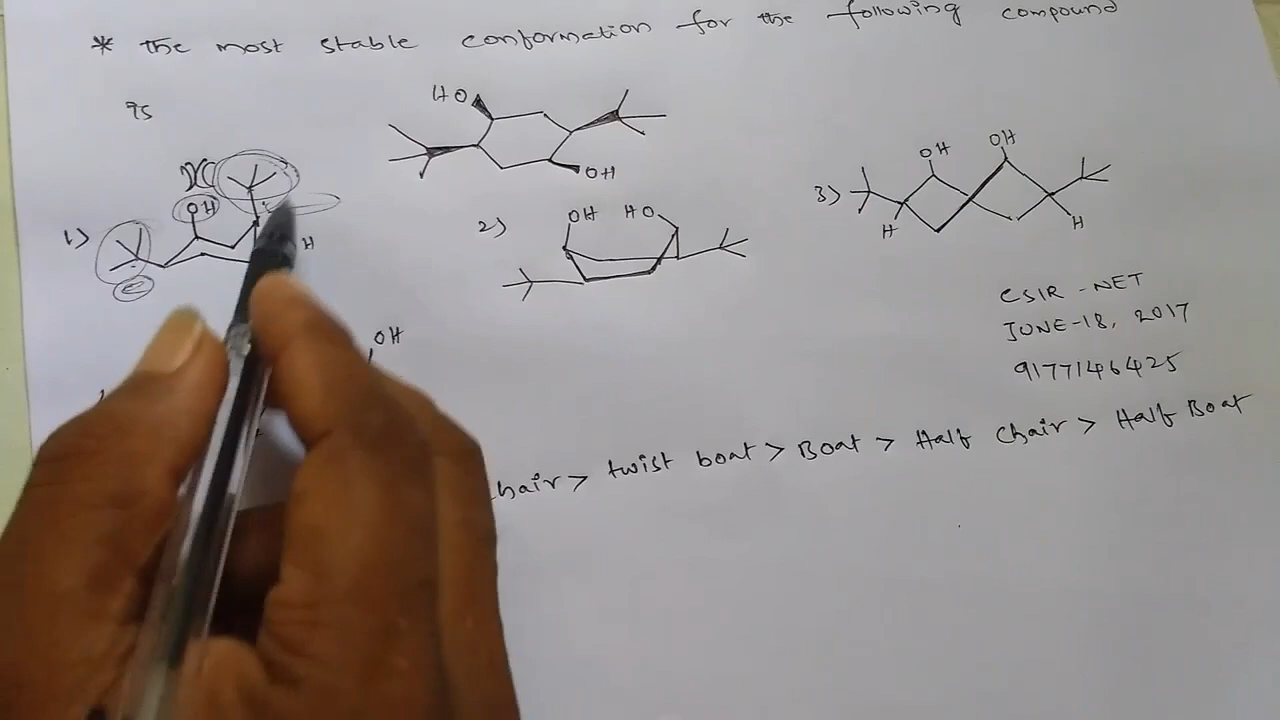 * The most stable conformation for the following compound
is
HO
OH
1)
OH
H
2)
OH HO
3)
OH
OH
H
H
OH
CSIR - NET
JUNE-18, 2017
9177146425
hair > twist boat > Boat > Half chair > Half Boat